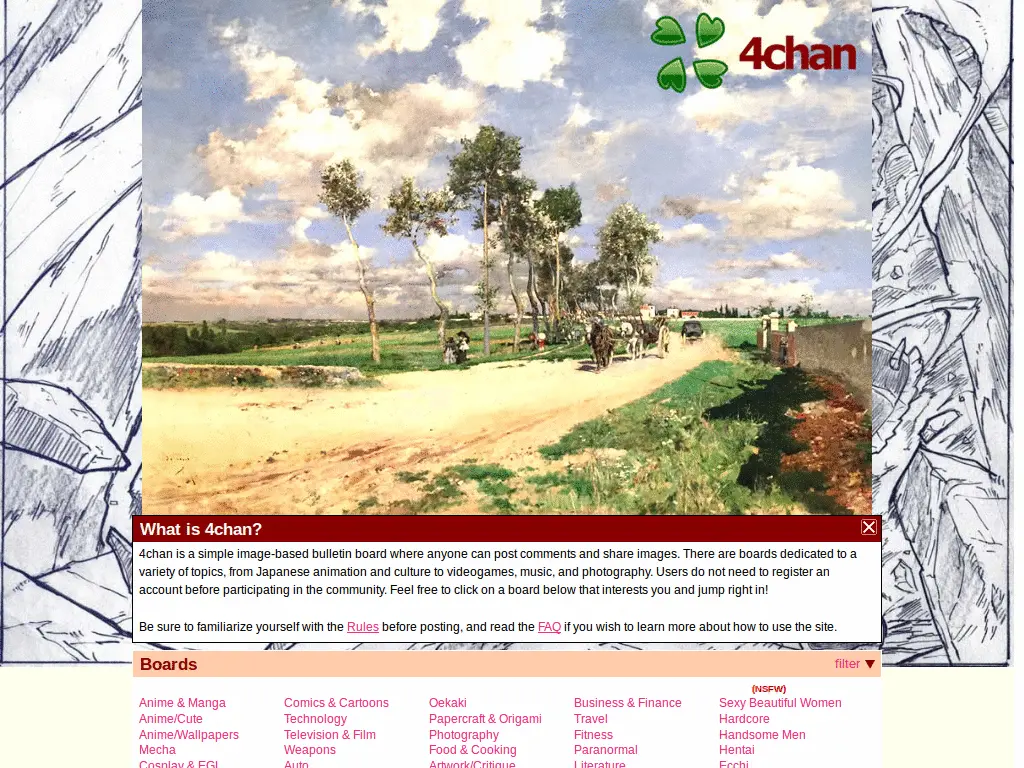 4chan
What is 4chan?
4chan is a simple image-based bulletin board where anyone can post comments and share images. There are boards dedicated to a
variety of topics, from Japanese animation and culture to videogames, music, and photography. Users do not need to register an
account before participating in the community. Feel free to click on a board below that interests you and jump right in!
Be sure to familiarize yourself with the Rules before posting, and read the FAQ if you wish to learn more about how to use the site.
Boards
filter ▼
(NSFW)
Anime & Manga
Anime/Cute
Anime/Wallpapers
Mecha
Cosplay & EGL
Comics & Cartoons
Technology
Television & Film
Weapons
Auto
Oekaki
Papercraft & Origami
Photography
Food & Cooking
Artwork/Critique
Business & Finance
Travel
Fitness
Paranormal
Literature
Sexy Beautiful Women
Hardcore
Handsome Men
Hentai
Ecchi